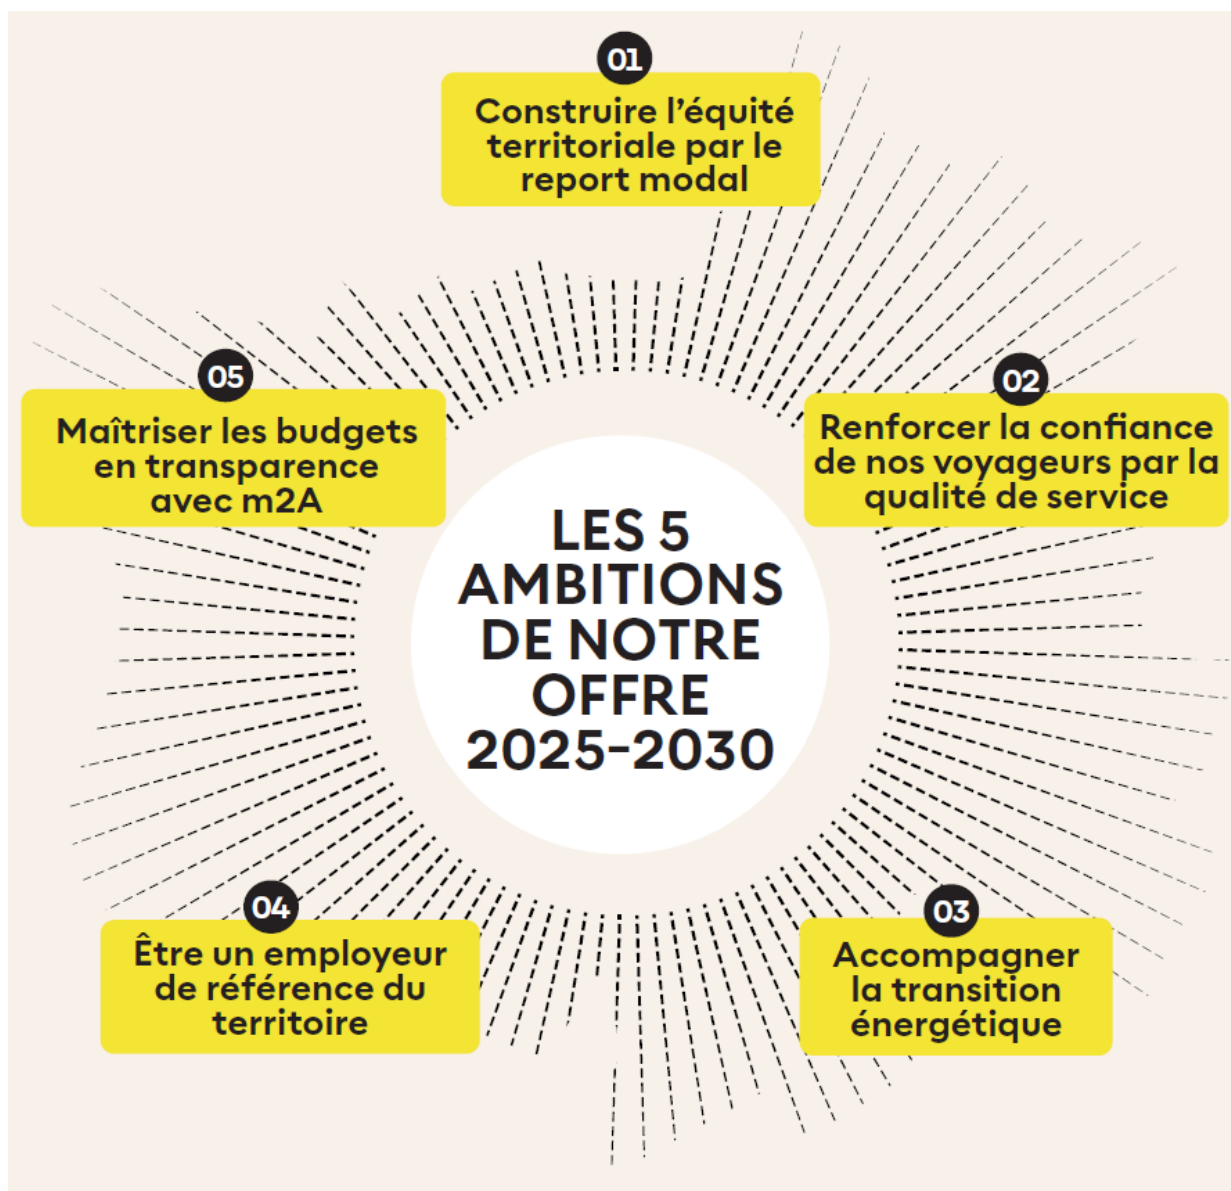 01
Construire l'équité
territoriale par le
report modal
02
Renforcer la confiance
de nos voyageurs par la
qualité de service
03
Accompagner
la transition
énergétique
04
Être un employeur
de référence du
territoire
05
Maîtriser les budgets
en transparence
avec m2A
LES 5
AMBITIONS
DE NOTRE
OFFRE
2025-2030